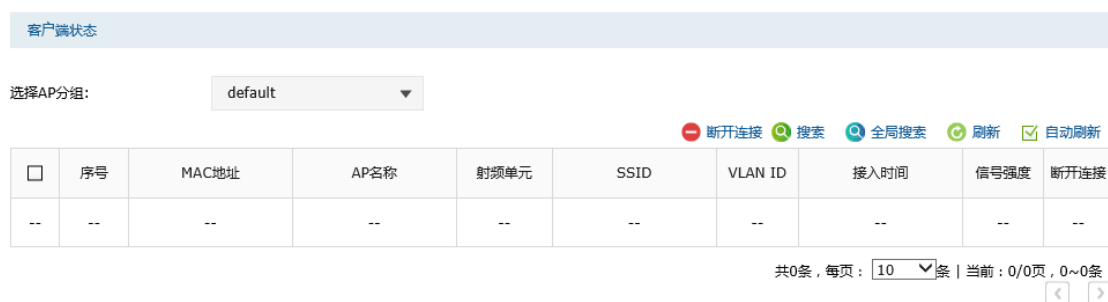 客户端状态
选择AP分组: default
断开连接 搜索 全局搜索 刷新 自动刷新
序号 MAC地址 AP名称 射频单元 SSID VLAN ID 接入时间 信号强度 断开连接
-- -- -- -- -- -- -- -- -- --
共0条，每页： 10 条 | 当前：0/0页，0~0条